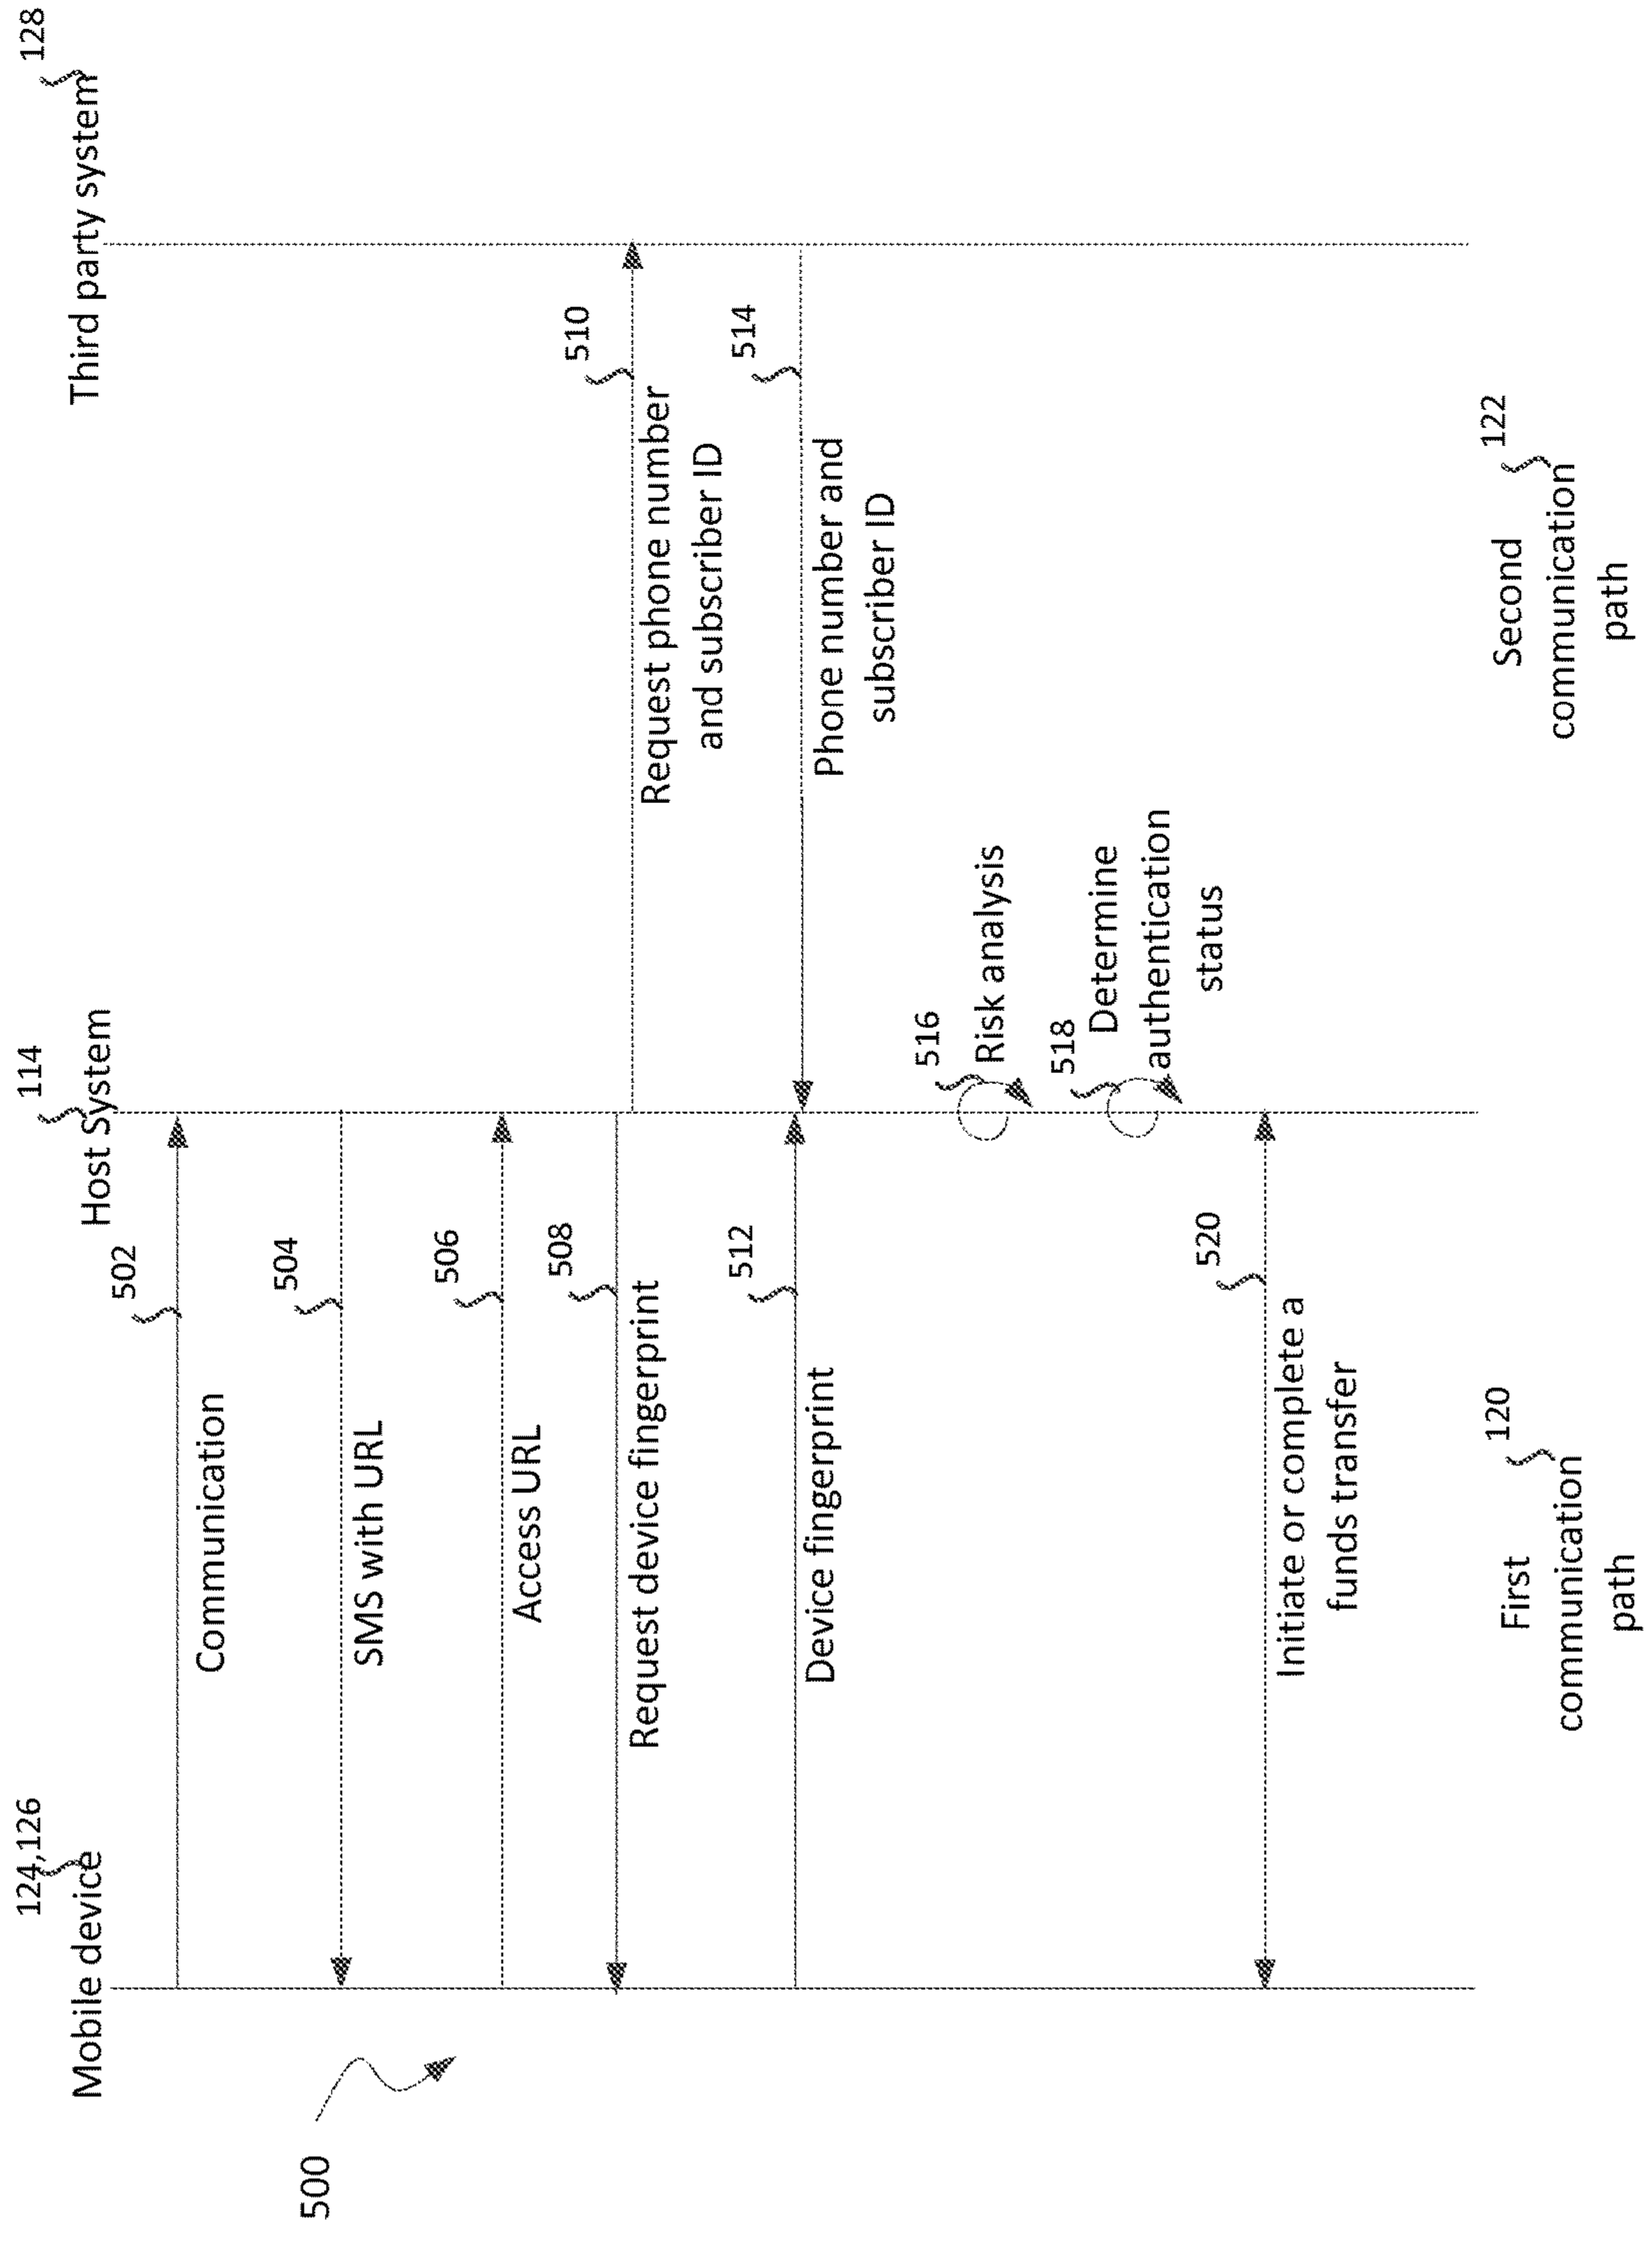 124,126
Mobile device
114
Host System
128
Third party system
500
502
Communication
504
SMS with URL
506
Access URL
508
Request device fingerprint
510
Request phone number
and subscriber ID
512
Device fingerprint
514
Phone number and
subscriber ID
516
Risk analysis
518
Determine
authentication
status
520
Initiate or complete a
funds transfer
120
First
communication
path
122
Second
communication
path